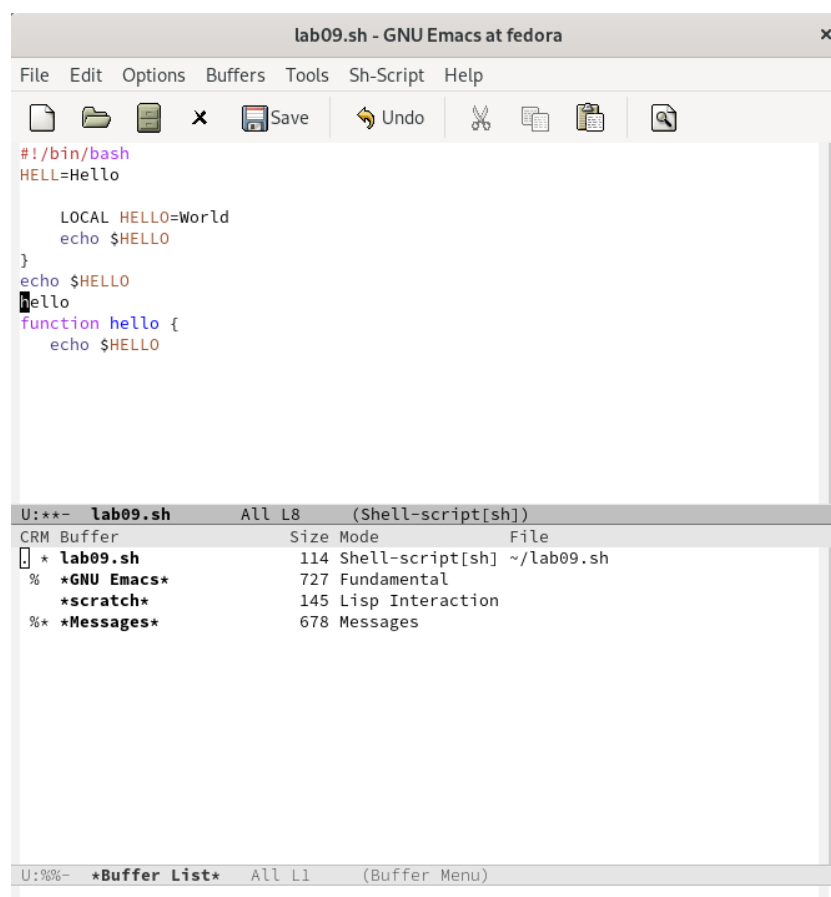 lab09.sh - GNU Emacs at fedora ×
File Edit Options Buffers Tools Sh-Script Help
Save Undo
#!/bin/bash
HELL=Hello
    LOCAL HELLO=World
    echo $HELLO
}
echo $HELLO
hello
function hello {
   echo $HELLO
U:**- lab09.sh All L8 (Shell-script[sh])
CRM Buffer Size Mode File
. * lab09.sh 114 Shell-script[sh] ~/lab09.sh
% *GNU Emacs* 727 Fundamental
*scratch* 145 Lisp Interaction
%* *Messages* 678 Messages
U:%%- *Buffer List* All L1 (Buffer Menu)